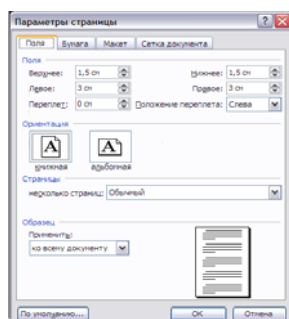 Параметры страницы
Поля Бумага Макет Сетка документа
Поля
Верхнее: 1,5 см Нижнее: 1,5 см
Левое: 3 см Правое: 3 см
Переплет: 0 см Положение переплета: Слева
Ориентация
A A
книжная альбомная
Страницы
несколько страниц: Обычный
Образец
Применить:
ко всему документу
По умолчанию... ОК Отмена